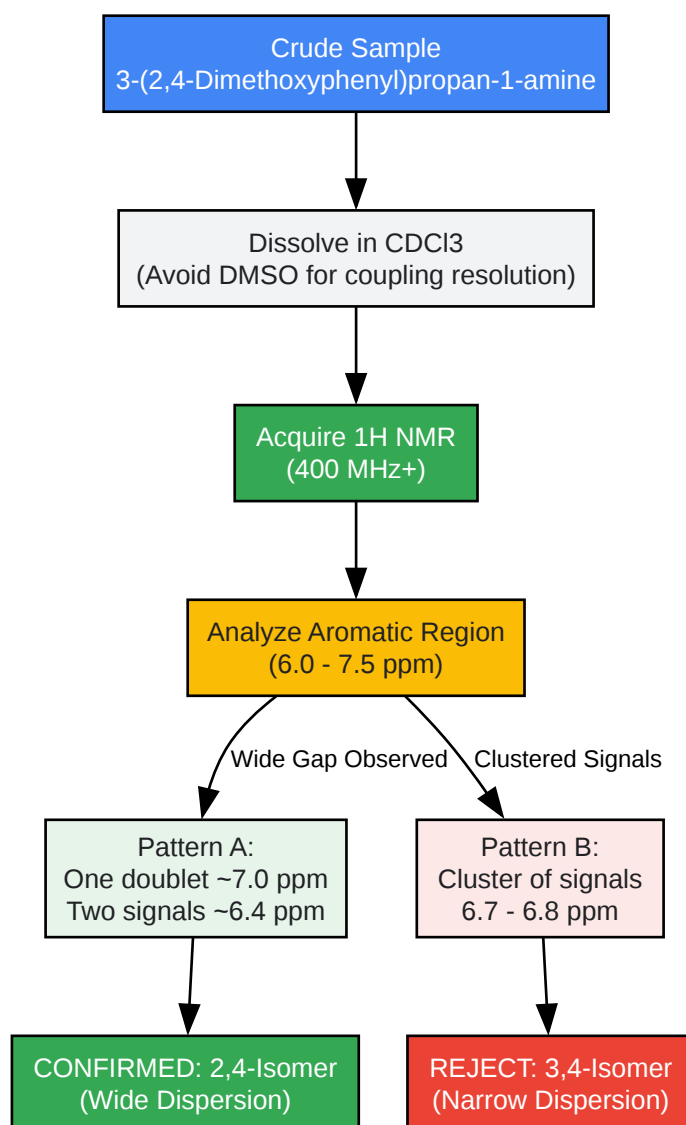 Crude Sample
3-(2,4-Dimethoxyphenyl)propan-1-amine
Dissolve in CDCl3
(Avoid DMSO for coupling resolution)
Acquire 1H NMR
(400 MHz+)
Analyze Aromatic Region
(6.0 - 7.5 ppm)
Wide Gap Observed
Clustered Signals
Pattern A:
One doublet ~7.0 ppm
Two signals ~6.4 ppm
Pattern B:
Cluster of signals
6.7 - 6.8 ppm
CONFIRMED: 2,4-Isomer
(Wide Dispersion)
REJECT: 3,4-Isomer
(Narrow Dispersion)